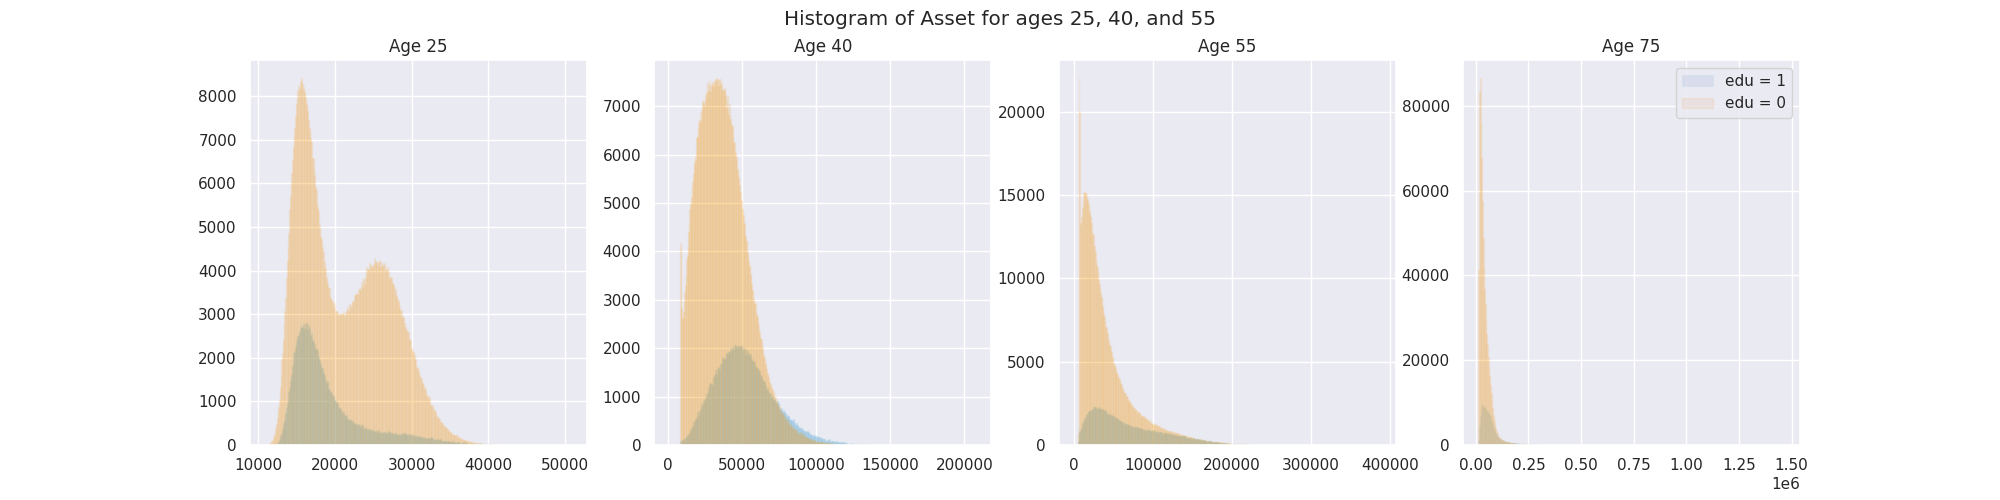 Histogram of Asset for ages 25, 40, and 55
Age 25
8000
7000
6000
5000
4000
3000
2000
1000
0
10000 20000 30000 40000 50000
Age 40
7000
6000
5000
4000
3000
2000
1000
0
0 50000 100000 150000 200000
Age 55
20000
15000
10000
5000
0
0 100000 200000 300000 400000
Age 75
edu = 1
edu = 0
80000
60000
40000
20000
0
0.00 0.25 0.50 0.75 1.00 1.25 1.50
1e6